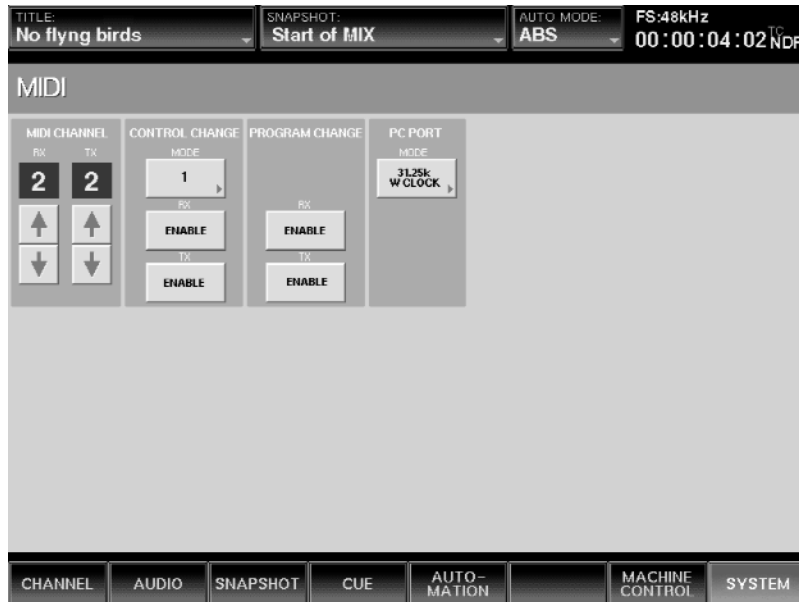 TITLE: SNAPSHOT: AUTO MODE: FS:48kHz
No flyng birds Start of MIX ABS 00:00:04:02 TC NDF
MIDI
MIDI CHANNEL CONTROL CHANGE PROGRAM CHANGE PC PORT
RX TX MODE MODE
2 2 1 31.25k
W CLOCK
RX RX
ENABLE ENABLE
TX TX
ENABLE ENABLE
CHANNEL AUDIO SNAPSHOT CUE AUTO- MACHINE SYSTEM
MATION CONTROL